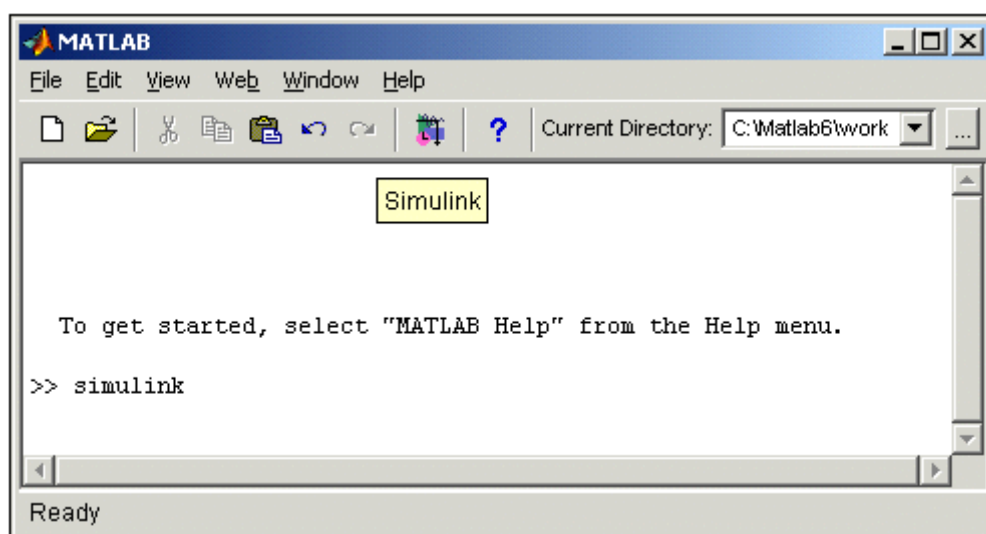 MATLAB
File Edit View Web Window Help
? Current Directory: C:\Matlab6\work ...
Simulink
To get started, select "MATLAB Help" from the Help menu.
>> simulink
Ready